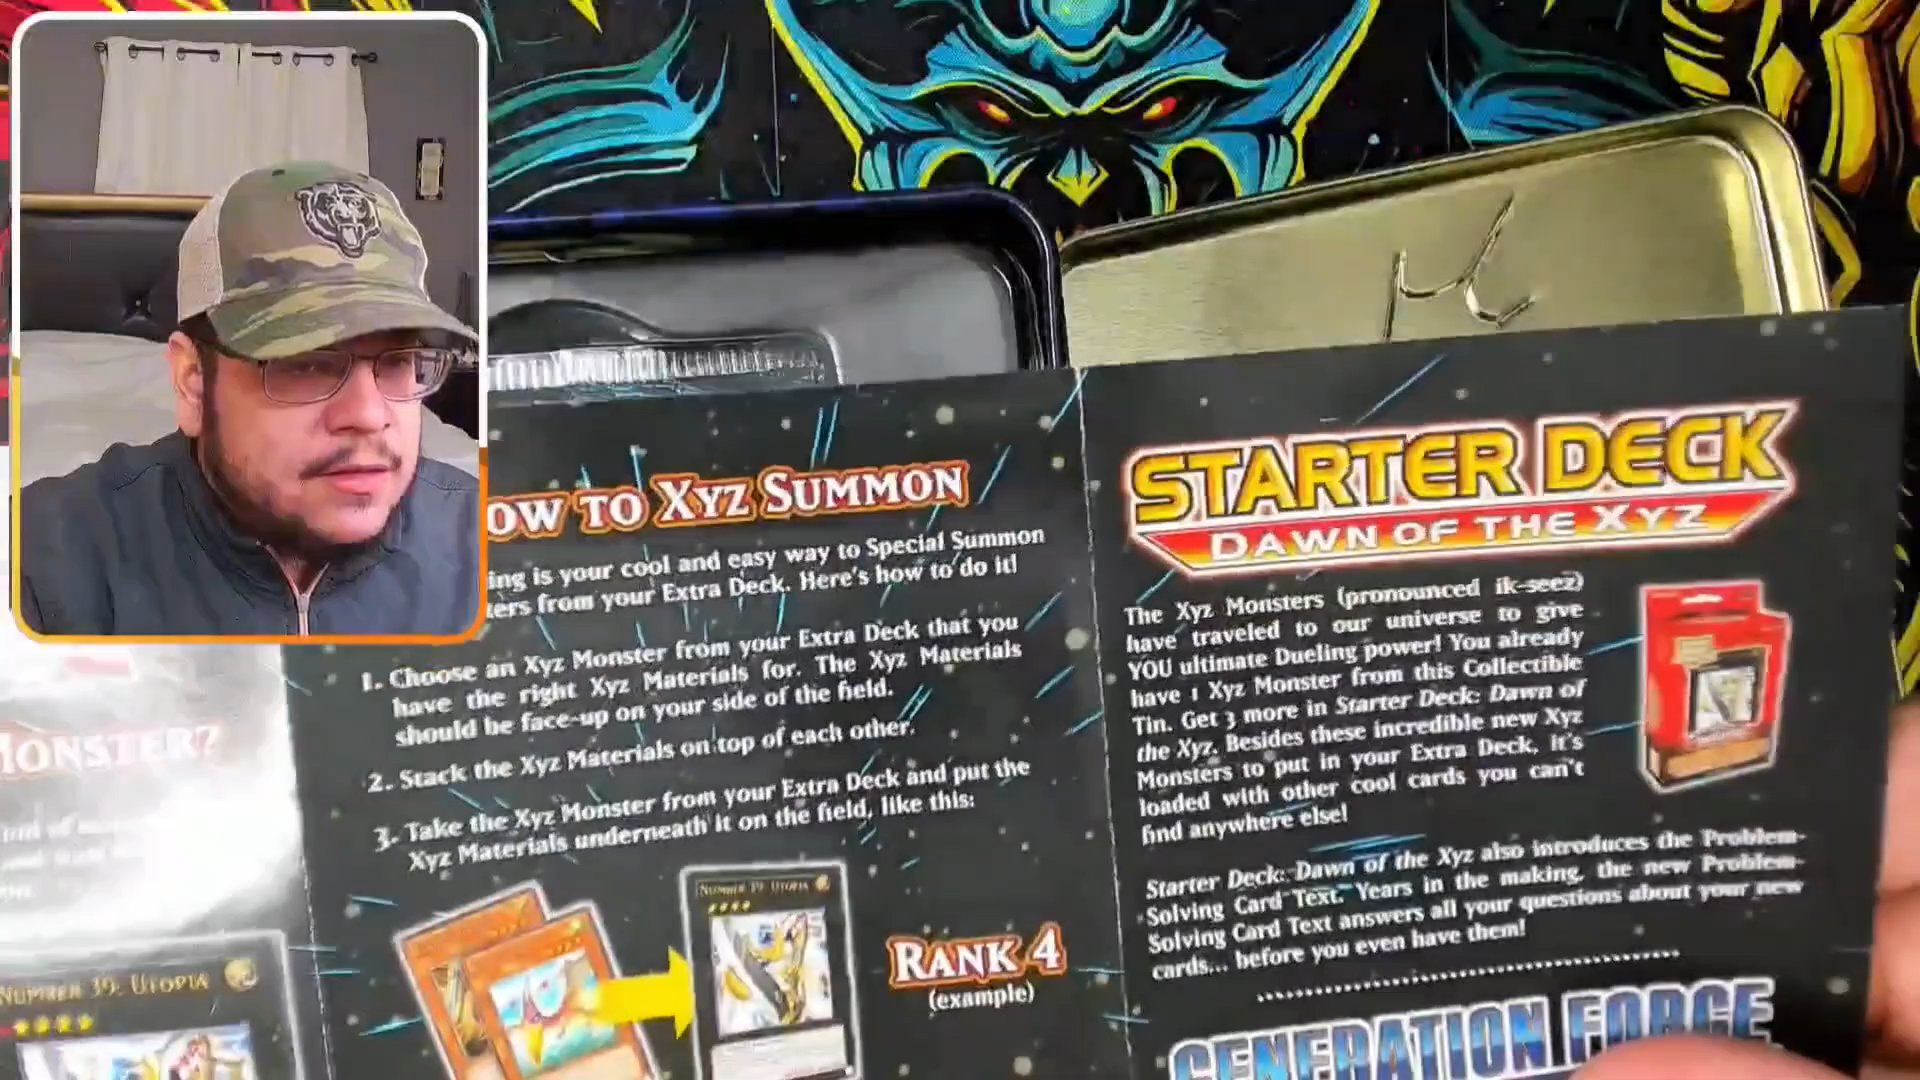 OW TO XYZ SUMMON
ing is your cool and easy way to Special Summon
ters from your Extra Deck. Here's how to do it!
1. Choose an Xyz Monster from your Extra Deck that you
have the right Xyz Materials for. The Xyz Materials
should be face-up on your side of the field.
2. Stack the Xyz Materials on top of each other.
3. Take the Xyz Monster from your Extra Deck and put the
Xyz Materials underneath it on the field, like this:
NUMBER 39: UTOPIA
RANK 4
(example)
MONSTER?
NUMBER 39: UTOPIA
STARTER DECK
DAWN OF THE XYZ
The Xyz Monsters (pronounced ik-seez)
have traveled to our universe to give
YOU ultimate Dueling power! You already
have 1 Xyz Monster from this Collectible
Tin. Get 3 more in Starter Deck: Dawn of
the Xyz. Besides these incredible new Xyz
Monsters to put in your Extra Deck, it's
loaded with other cool cards you can't
find anywhere else!
Starter Deck: Dawn of the Xyz also introduces the Problem-
Solving Card Text. Years in the making, the new Problem-
Solving Card Text answers all your questions about your new
cards... before you even have them!
GENERATION FORCE